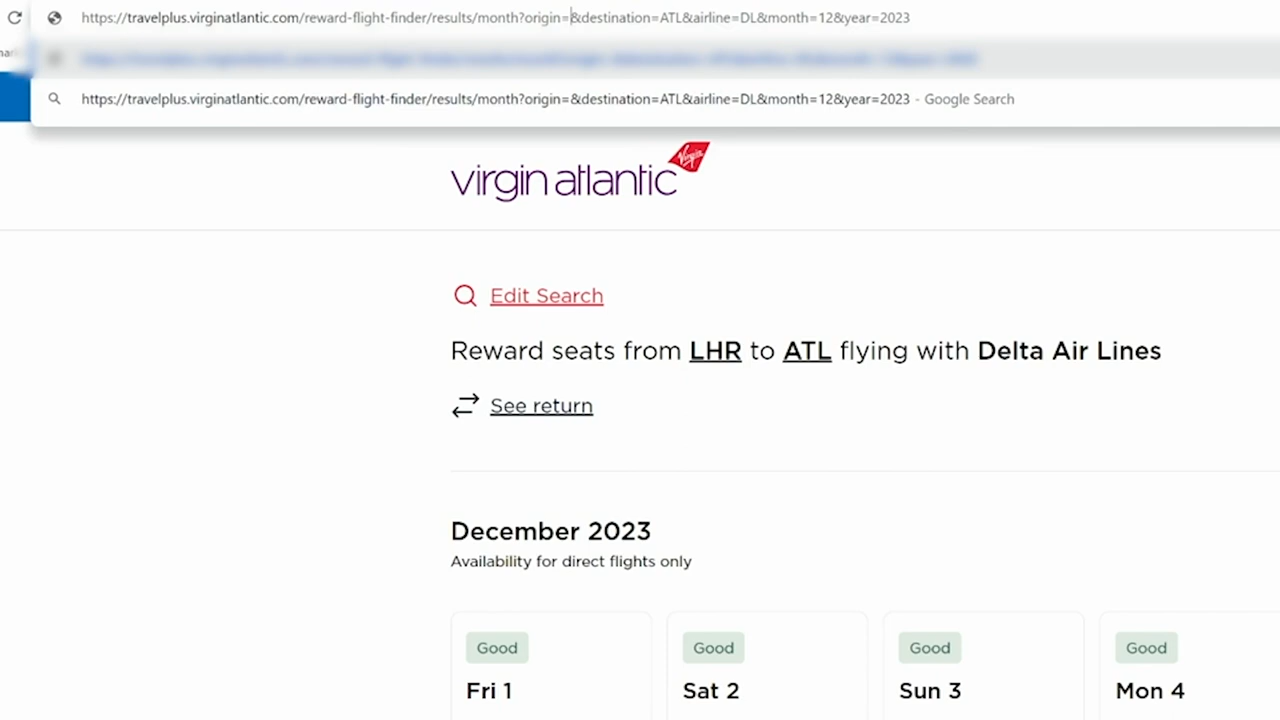 https://travelplus.virginatlantic.com/reward-flight-finder/results/month?origin=&destination=ATL&airline=DL&month=12&year=2023
https://travelplus.virginatlantic.com/reward-flight-finder/results/month?origin=&destination=ATL&airline=DL&month=12&year=2023 - Google Search
virgin atlantic Virgin
Edit Search
Reward seats from LHR to ATL flying with Delta Air Lines
See return
December 2023
Availability for direct flights only
Good Good Good Good
Fri 1 Sat 2 Sun 3 Mon 4